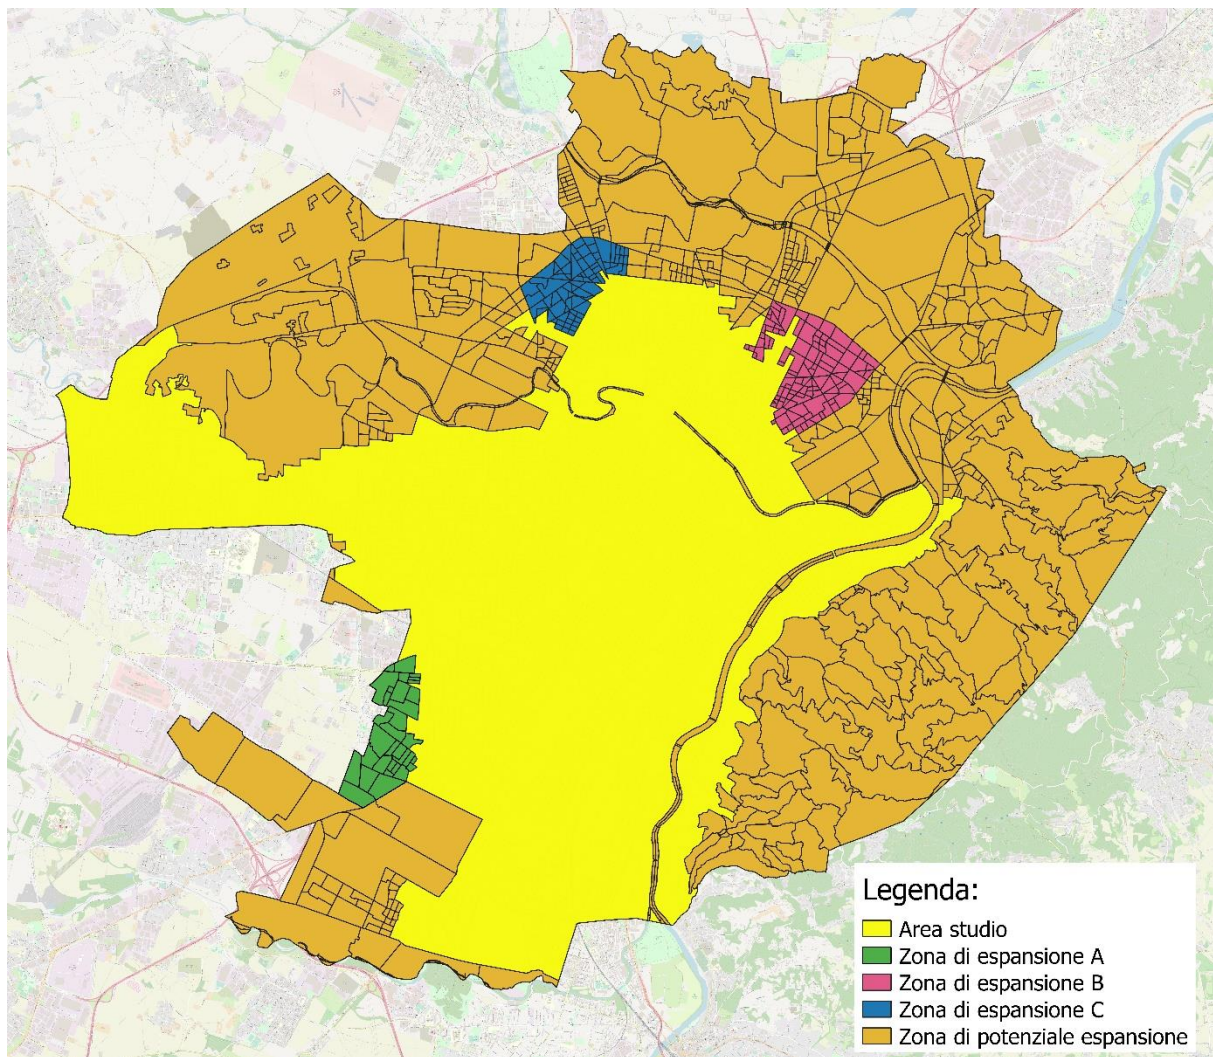 Legenda:
Area studio
Zona di espansione A
Zona di espansione B
Zona di espansione C
Zona di potenziale espansione